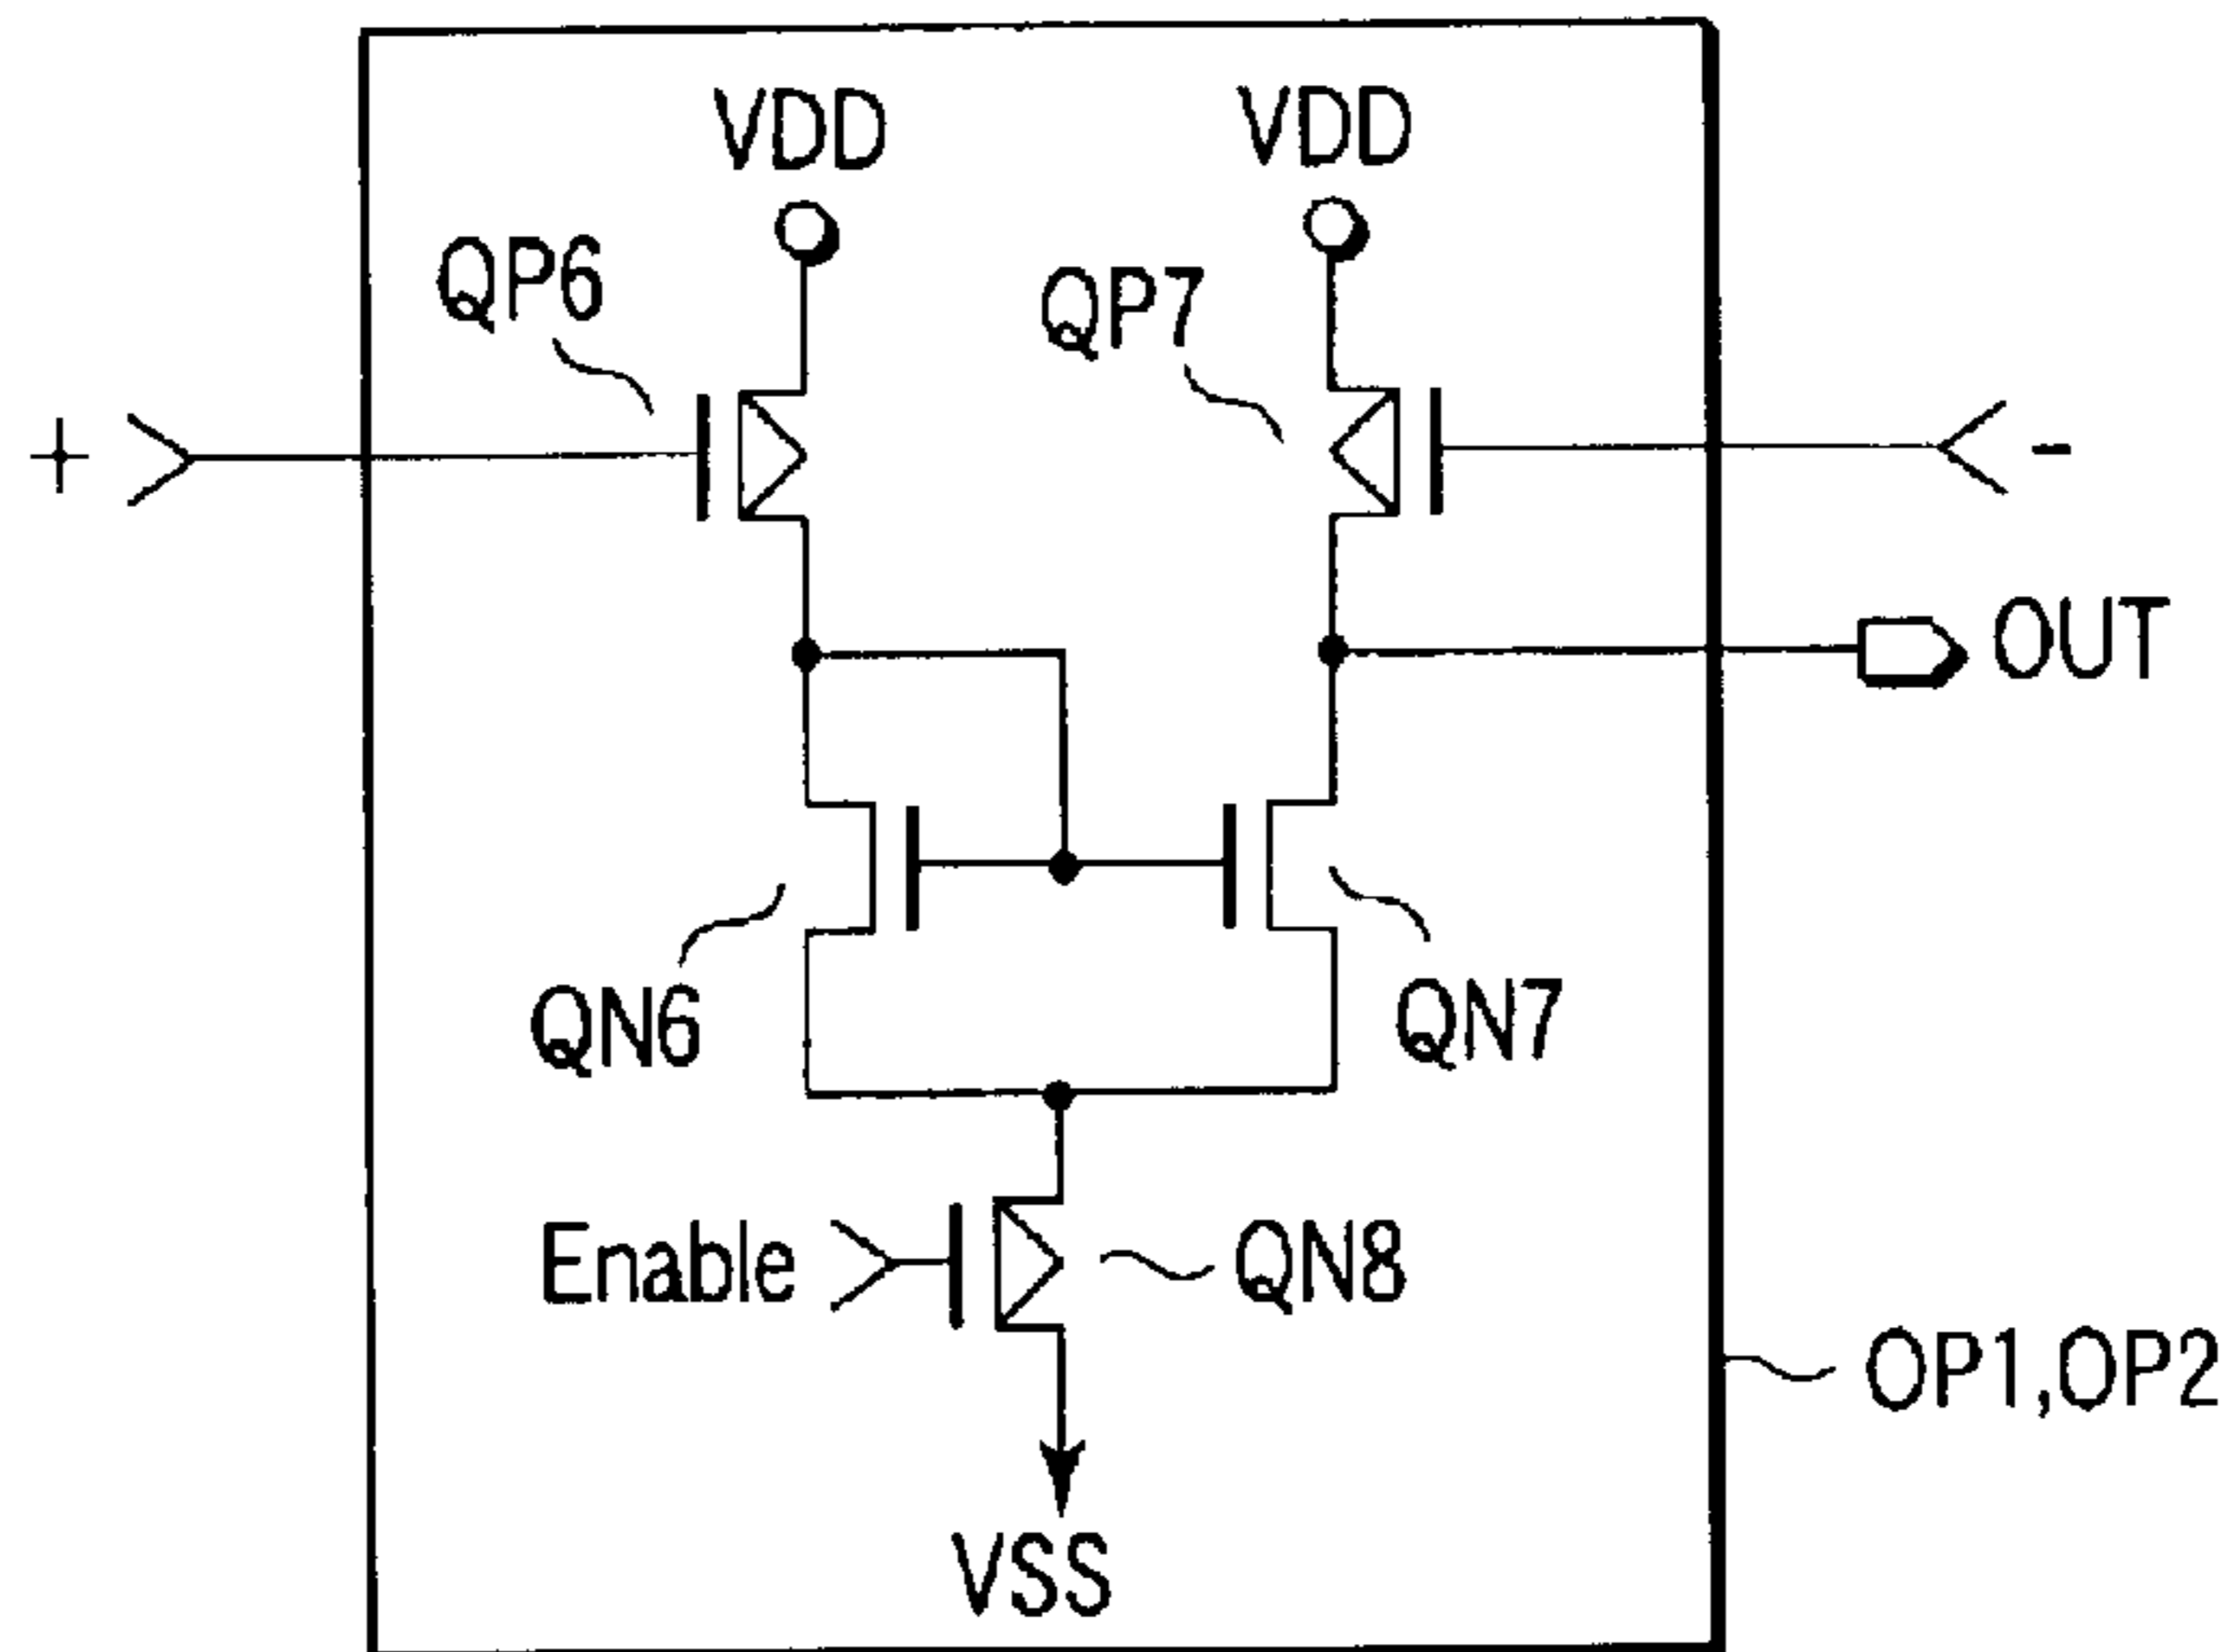 VDD VDD
QP6 QP7
+ -
OUT
QN6 QN7
Enable QN8
OP1,OP2
VSS